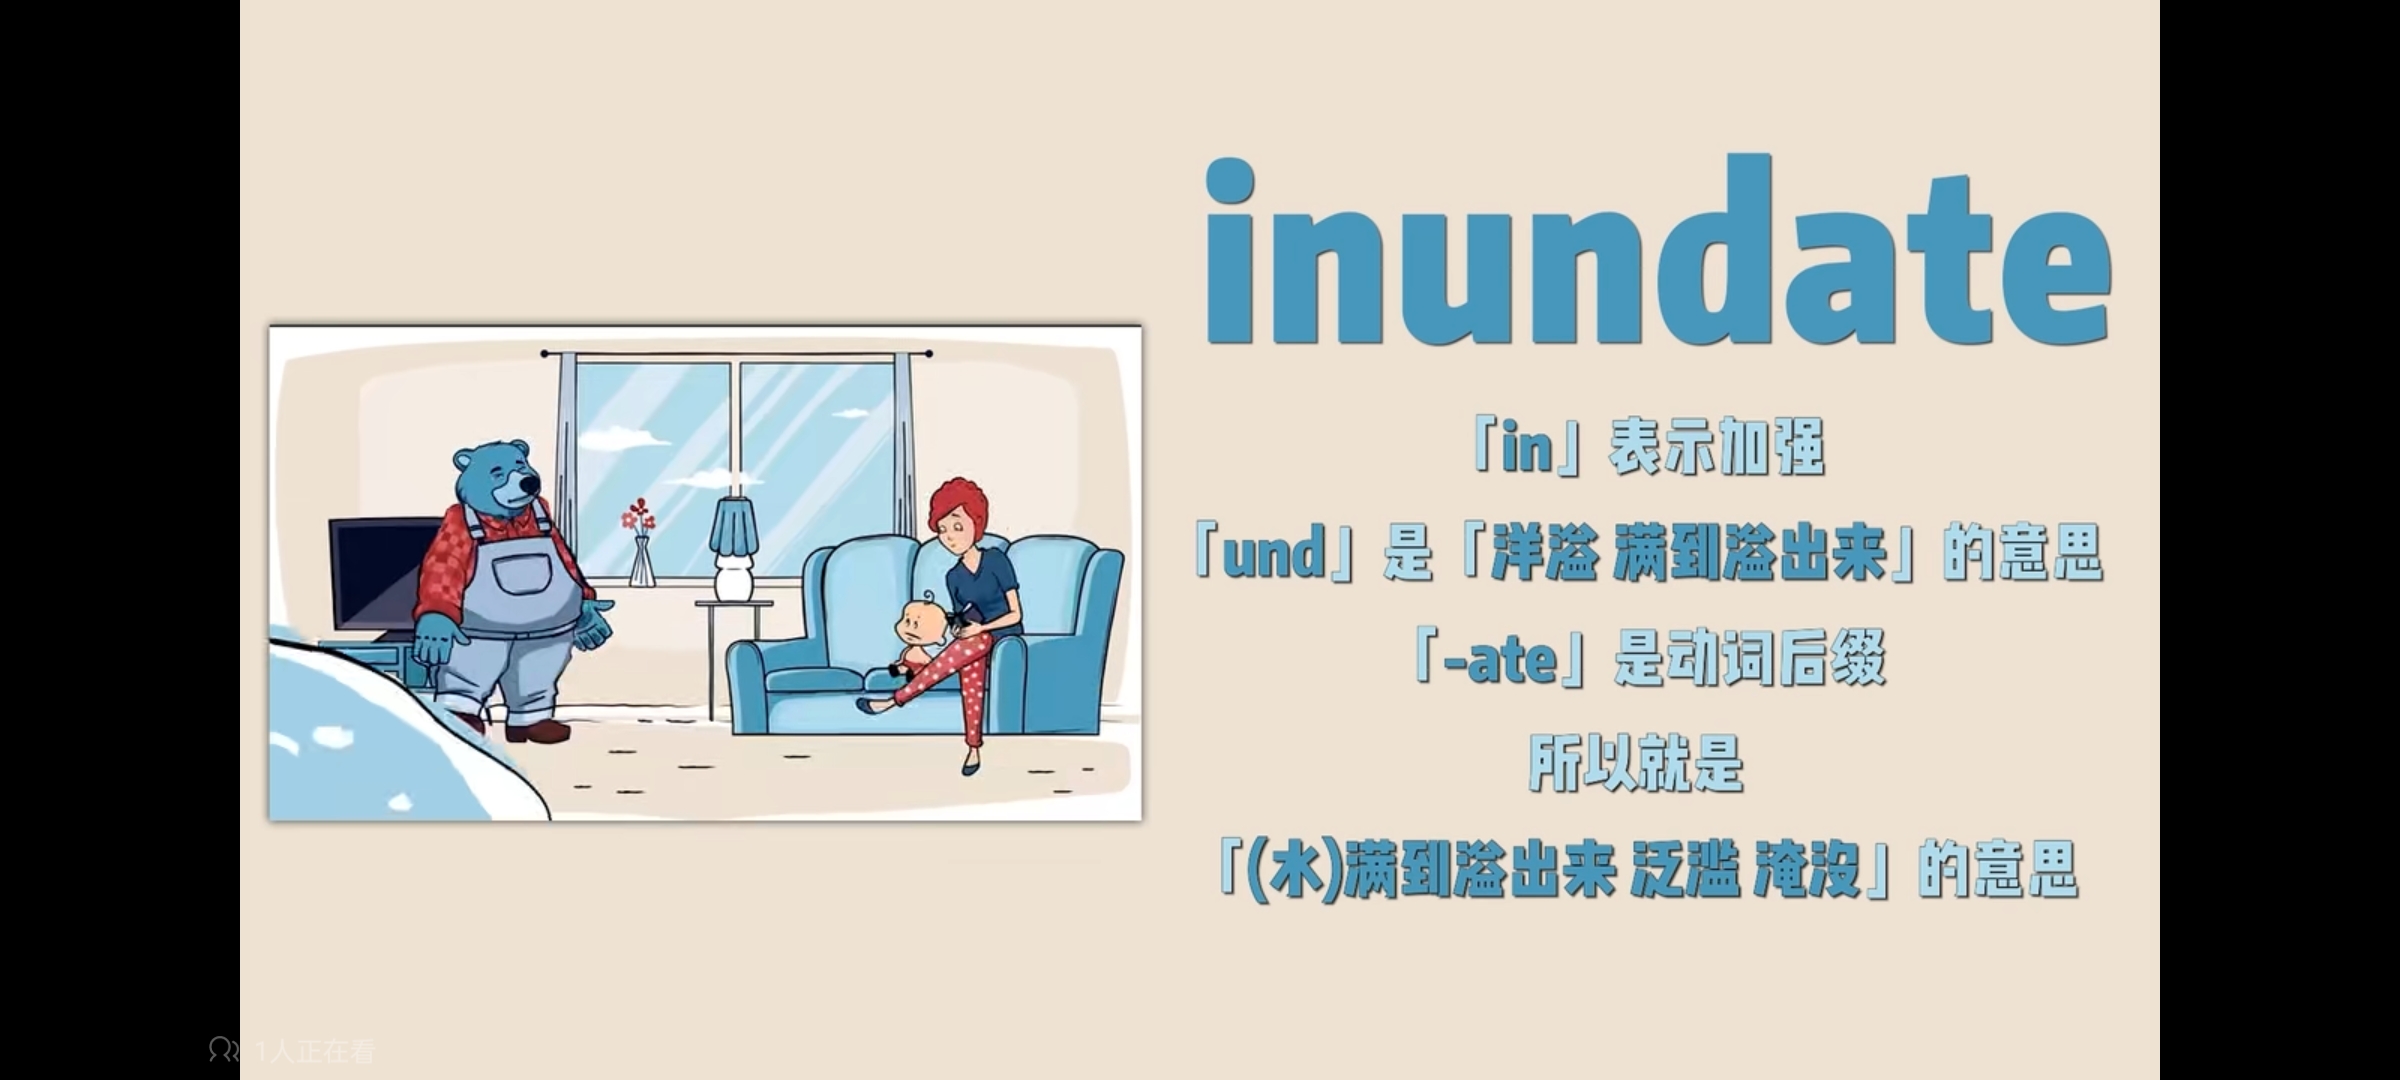 inundate
「in」表示加强
「und」是「洋溢 满到溢出来」的意思
「-ate」是动词后缀
所以就是
「(水)满到溢出来 泛滥 淹没」的意思
1人正在看